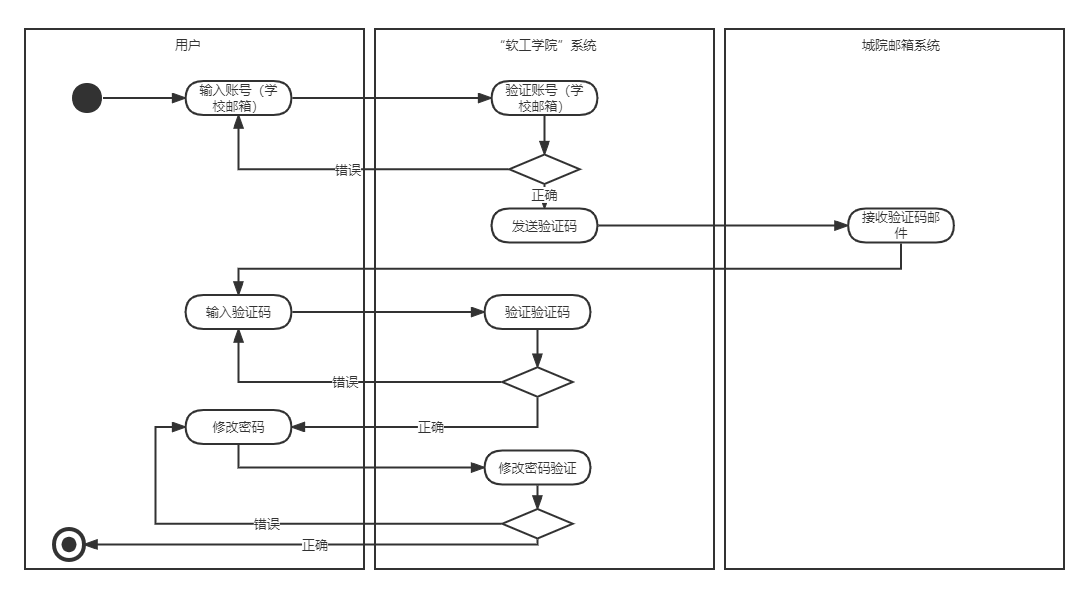 用户
“软工学院”系统
城院邮箱系统
输入账号（学
校邮箱）
验证账号（学
校邮箱）
错误
正确
发送验证码
接收验证码邮
件
输入验证码
验证验证码
错误
修改密码
正确
修改密码验证
错误
正确